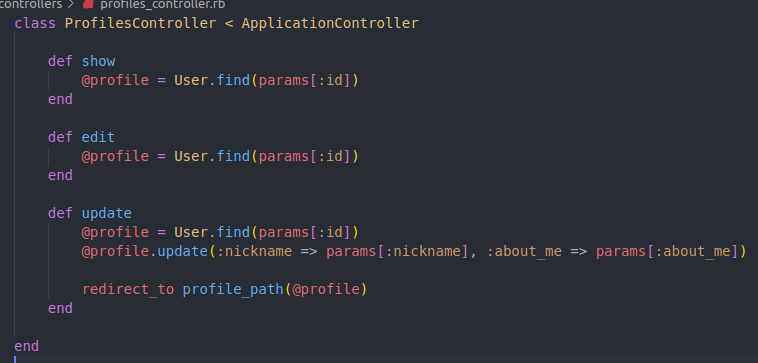 controllers > profiles_controller.rb
class ProfilesController < ApplicationController
def show
@profile = User.find(params[:id])
end
def edit
@profile = User.find(params[:id])
end
def update
@profile = User.find(params[:id])
@profile.update(:nickname => params[:nickname], :about_me => params[:about_me])
redirect_to profile_path(@profile)
end
end